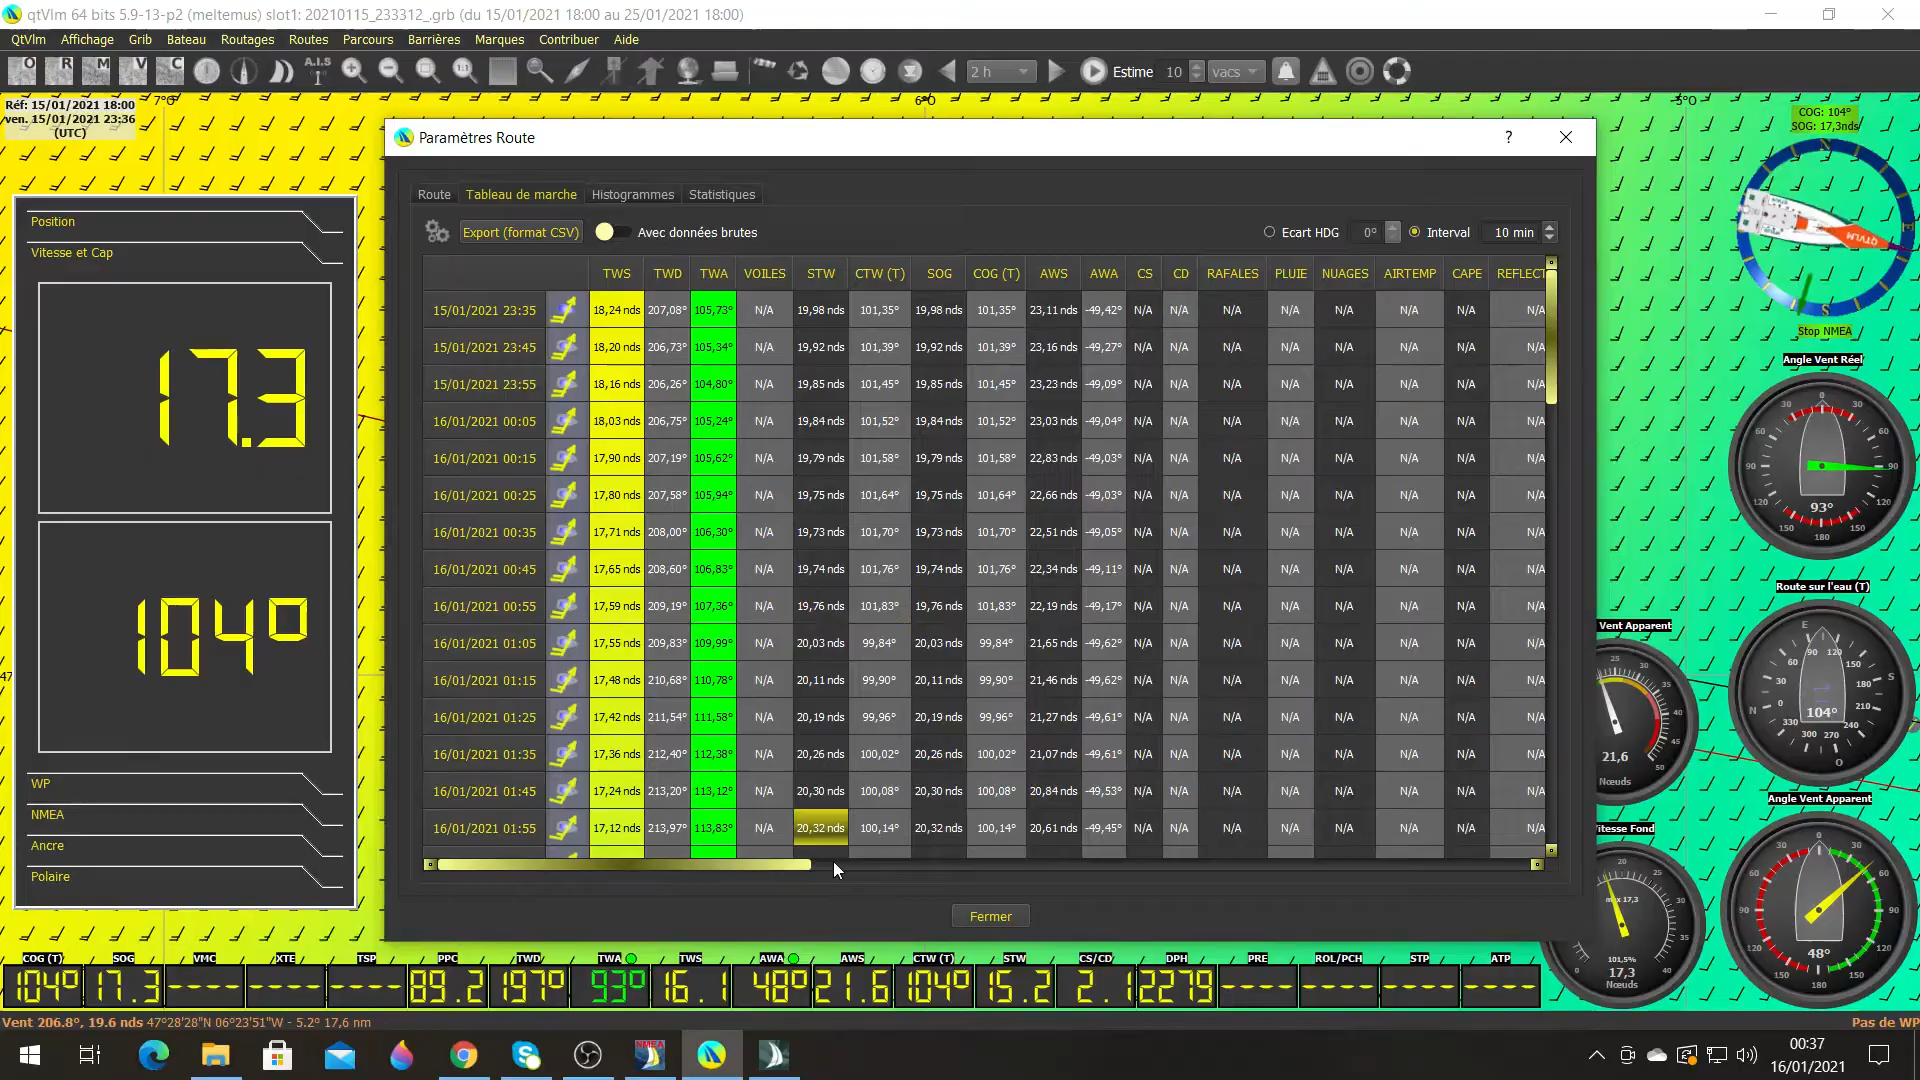 qtVlm 64 bits 5.9-13-p2 (meltemus) slot1: 20210115_233312_.grb (du 15/01/2021 18:00 au 25/01/2021 18:00)
QtVlm Affichage Grib Bateau Routages Routes Parcours Barrières Marques Contribuer Aide
O R M V C A.I.S 1:1 2 h Estime 10 vacs
Réf: 15/01/2021 18:00
ven. 15/01/2021 23:36
(UTC)
7°O 6°O 5°O
COG: 104°
SOG: 17,3nds
Paramètres Route ?
Route Tableau de marche Histogrammes Statistiques
Export (format CSV) Avec données brutes Ecart HDG 0° Interval 10 min
TWS TWD TWA VOILES STW CTW (T) SOG COG (T) AWS AWA CS CD RAFALES PLUIE NUAGES AIRTEMP CAPE REFLECT
15/01/2021 23:35 18,24 nds 207,08° 105,73° N/A 19,98 nds 101,35° 19,98 nds 101,35° 23,11 nds -49,42° N/A N/A N/A N/A N/A N/A N/A N/A
15/01/2021 23:45 18,20 nds 206,73° 105,34° N/A 19,92 nds 101,39° 19,92 nds 101,39° 23,16 nds -49,27° N/A N/A N/A N/A N/A N/A N/A N/A
15/01/2021 23:55 18,16 nds 206,26° 104,80° N/A 19,85 nds 101,45° 19,85 nds 101,45° 23,23 nds -49,09° N/A N/A N/A N/A N/A N/A N/A N/A
16/01/2021 00:05 18,03 nds 206,75° 105,24° N/A 19,84 nds 101,52° 19,84 nds 101,52° 23,03 nds -49,04° N/A N/A N/A N/A N/A N/A N/A N/A
16/01/2021 00:15 17,90 nds 207,19° 105,62° N/A 19,79 nds 101,58° 19,79 nds 101,58° 22,83 nds -49,03° N/A N/A N/A N/A N/A N/A N/A N/A
16/01/2021 00:25 17,80 nds 207,58° 105,94° N/A 19,75 nds 101,64° 19,75 nds 101,64° 22,66 nds -49,03° N/A N/A N/A N/A N/A N/A N/A N/A
16/01/2021 00:35 17,71 nds 208,00° 106,30° N/A 19,73 nds 101,70° 19,73 nds 101,70° 22,51 nds -49,05° N/A N/A N/A N/A N/A N/A N/A N/A
16/01/2021 00:45 17,65 nds 208,60° 106,83° N/A 19,74 nds 101,76° 19,74 nds 101,76° 22,34 nds -49,11° N/A N/A N/A N/A N/A N/A N/A N/A
16/01/2021 00:55 17,59 nds 209,19° 107,36° N/A 19,76 nds 101,83° 19,76 nds 101,83° 22,19 nds -49,17° N/A N/A N/A N/A N/A N/A N/A N/A
16/01/2021 01:05 17,55 nds 209,83° 109,99° N/A 20,03 nds 99,84° 20,03 nds 99,84° 21,65 nds -49,62° N/A N/A N/A N/A N/A N/A N/A N/A
16/01/2021 01:15 17,48 nds 210,68° 110,78° N/A 20,11 nds 99,90° 20,11 nds 99,90° 21,46 nds -49,62° N/A N/A N/A N/A N/A N/A N/A N/A
16/01/2021 01:25 17,42 nds 211,54° 111,58° N/A 20,19 nds 99,96° 20,19 nds 99,96° 21,27 nds -49,61° N/A N/A N/A N/A N/A N/A N/A N/A
16/01/2021 01:35 17,36 nds 212,40° 112,38° N/A 20,26 nds 100,02° 20,26 nds 100,02° 21,07 nds -49,61° N/A N/A N/A N/A N/A N/A N/A N/A
16/01/2021 01:45 17,24 nds 213,20° 113,12° N/A 20,30 nds 100,08° 20,30 nds 100,08° 20,84 nds -49,53° N/A N/A N/A N/A N/A N/A N/A N/A
16/01/2021 01:55 17,12 nds 213,97° 113,83° N/A 20,32 nds 100,14° 20,32 nds 100,14° 20,61 nds -49,45° N/A N/A N/A N/A N/A N/A N/A N/A
Fermer
Position
Vitesse et Cap
17.3
104°
WP
NMEA
Ancre
Polaire
Stop NMEA
Angle Vent Réel
93°
Route sur l'eau (T)
104°
Vent Apparent
21,6
Nœuds
Angle Vent Apparent
48°
Vitesse Fond
max 17,3
101,5%
17,3
Nœuds
COG (T) SOG VMC XTE TSP PPC TWD TWA TWS AWA AWS CTW (T) STW CS/CD DPH PRE ROL/PCH STP ATP
104° 17.3 ---- ---- ---- 89.2 197° 93° 16.1 48° 21.6 104° 15.2 2.1 2279 ---- ---- ---- ----
Vent 206.8°, 19.6 nds 47°28'28"N 06°23'51"W - 5.2° 17,6 nm Pas de WP
NMEA
00:37
16/01/2021